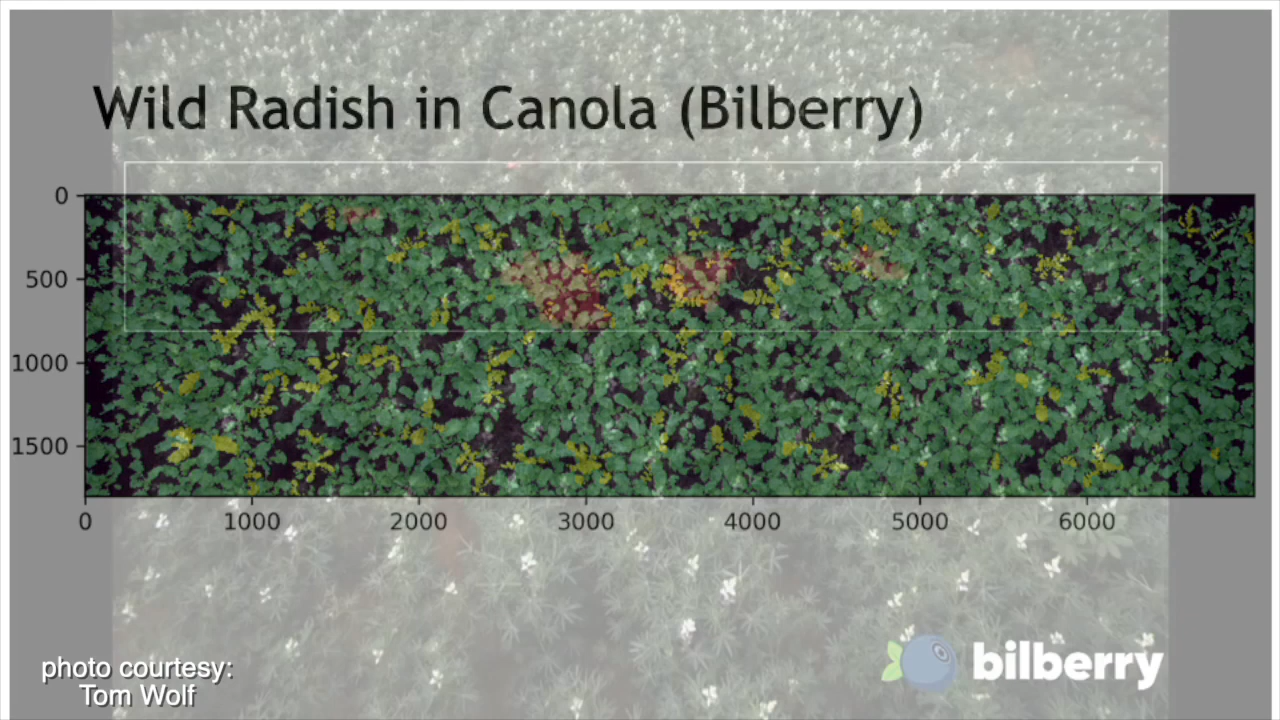 Wild Radish in Canola (Bilberry)
0
500
1000
1500
0 1000 2000 3000 4000 5000 6000
photo courtesy:
Tom Wolf
bilberry